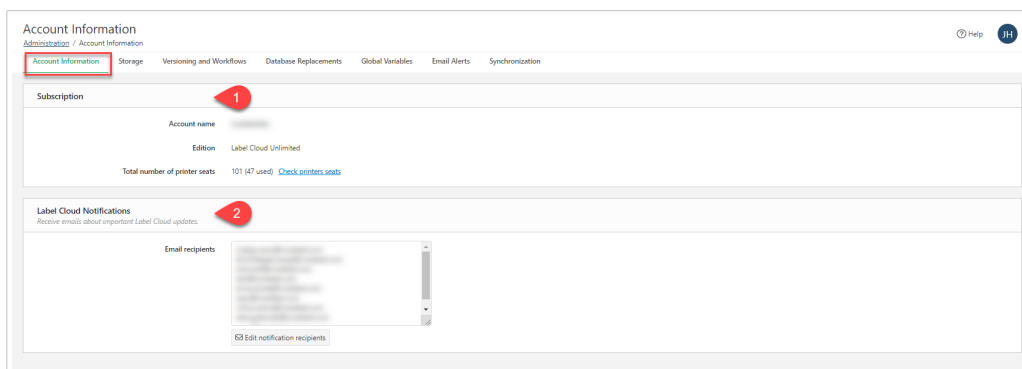 Account Information
Help
JH
Administration / Account Information
Account Information Storage Versioning and Workflows Database Replacements Global Variables Email Alerts Synchronization
Subscription
1
Account name
Edition Label Cloud Unlimited
Total number of printer seats 101 (47 used) Check printers seats
Label Cloud Notifications
2
Receive emails about important Label Cloud updates.
Email recipients
Edit notification recipients